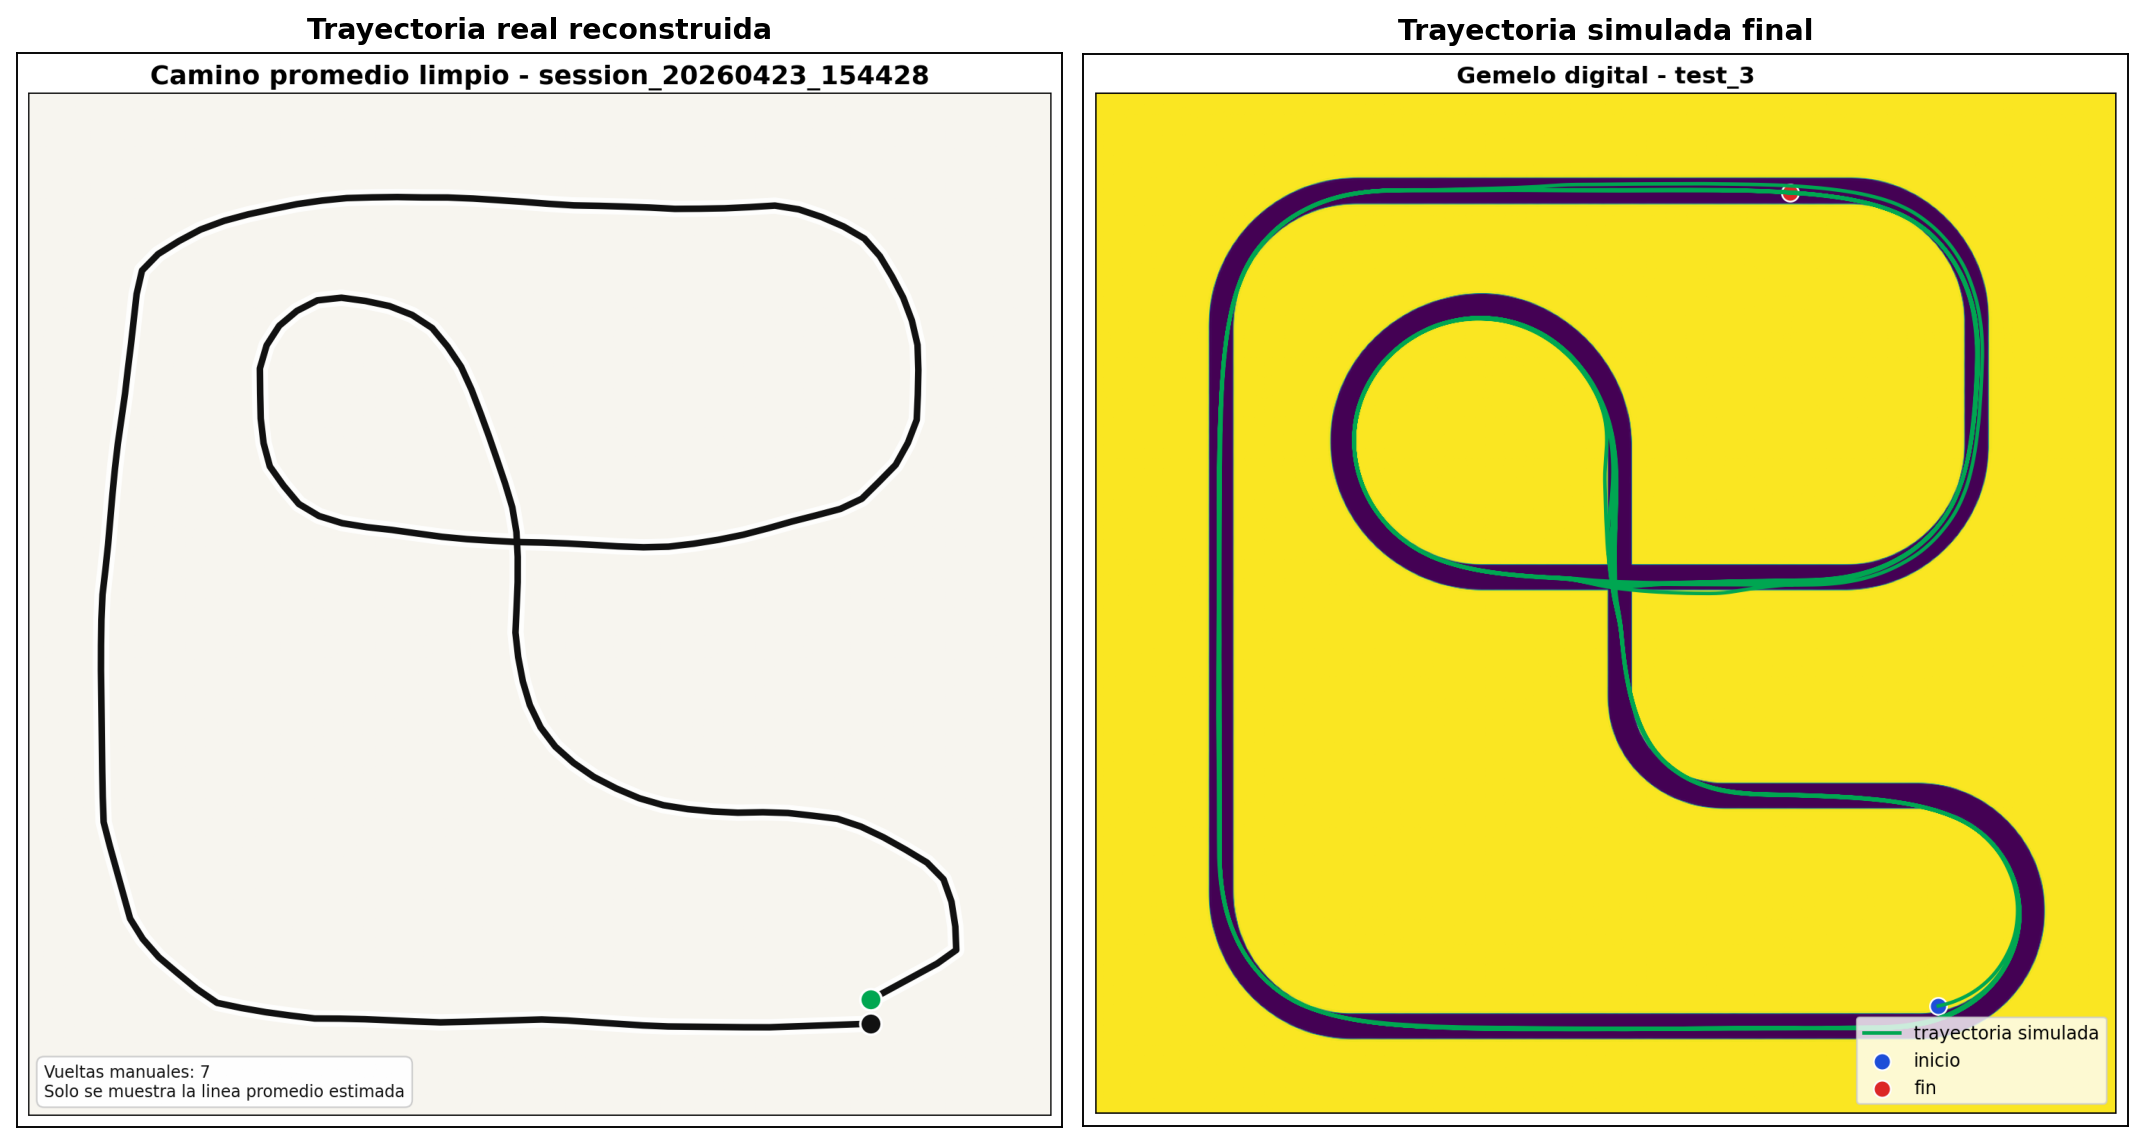 Trayectoria real reconstruida
Camino promedio limpio - session_20260423_154428
Vueltas manuales: 7
Solo se muestra la linea promedio estimada
Trayectoria simulada final
Gemelo digital - test_3
trayectoria simulada
inicio
fin